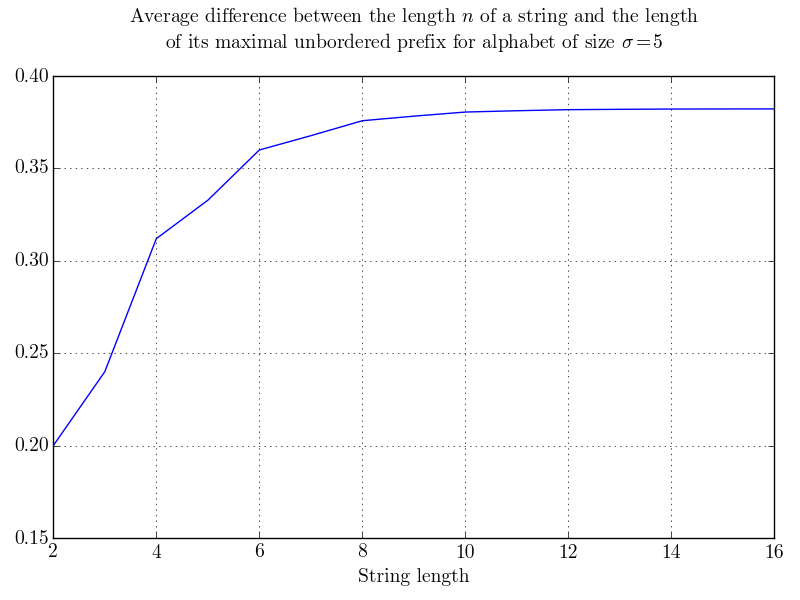 Average difference between the length n of a string and the length
of its maximal unbordered prefix for alphabet of size σ=5
0.40
0.35
0.30
0.25
0.20
0.15
2 4 6 8 10 12 14 16
String length